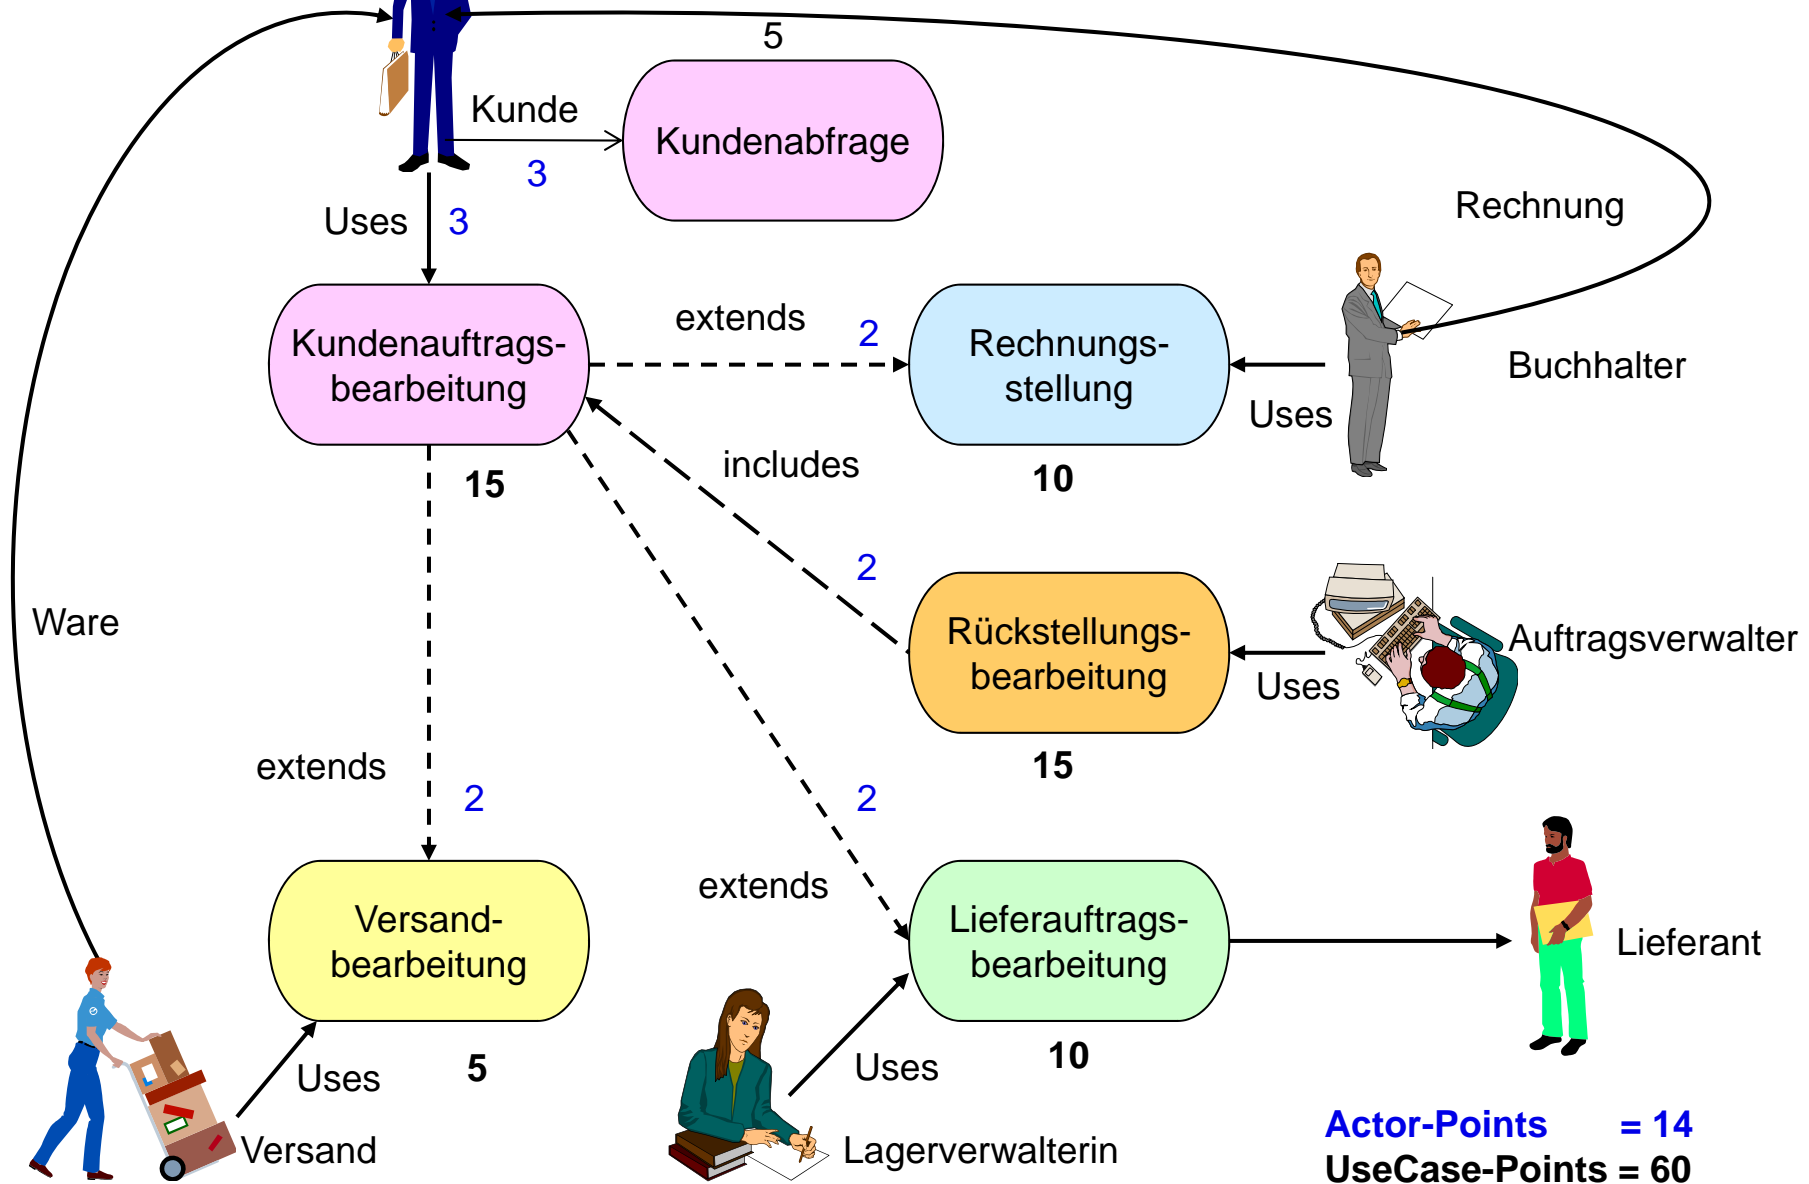 5
Kunde
Kundenabfrage
3
Uses
3
Rechnung
Kundenauftrags-
bearbeitung
extends
2
Rechnungs-
stellung
Buchhalter
Uses
15
includes
10
2
Ware
Rückstellungs-
bearbeitung
Auftragsverwalter
Uses
15
extends
2
2
extends
Versand-
bearbeitung
Lieferauftrags-
bearbeitung
Lieferant
Uses
5
Uses
10
Versand
Lagerverwalterin
Actor-Points = 14
UseCase-Points = 60